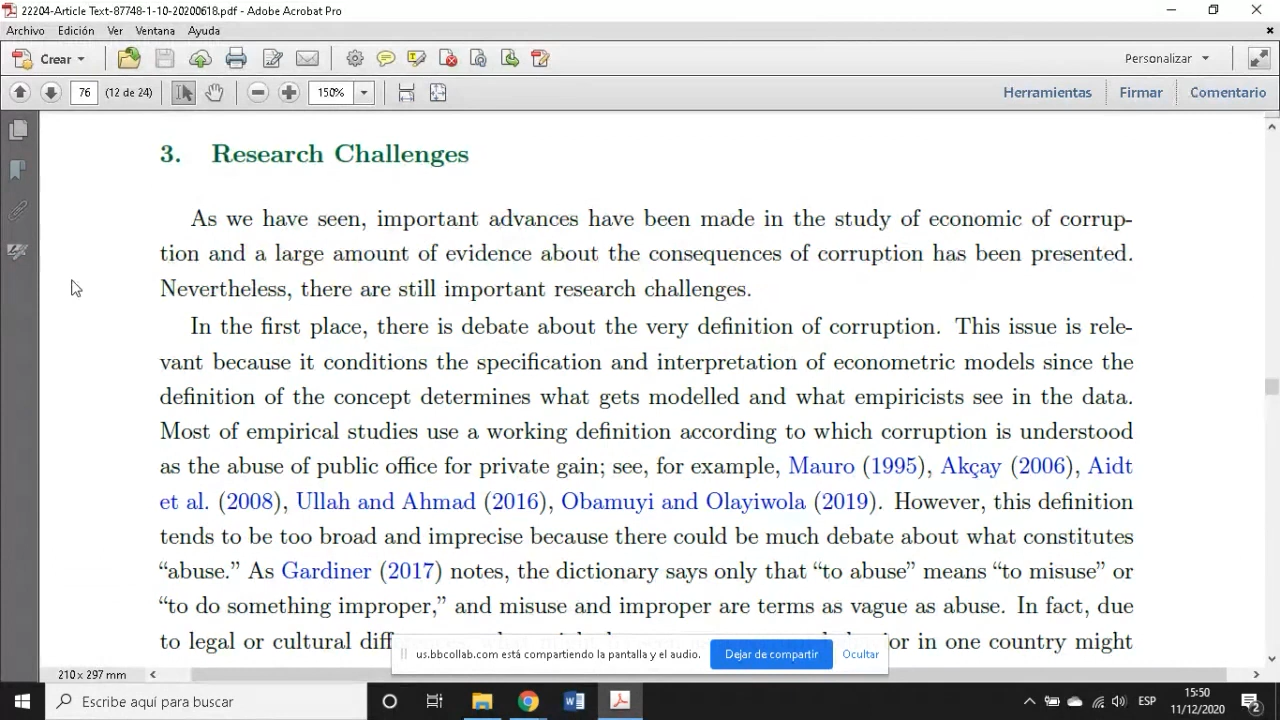 22204-Article Text-87748-1-10-20200618.pdf - Adobe Acrobat Pro
Archivo Edición Ver Ventana Ayuda
Crear Personalizar
76 (12 de 24) 150% Herramientas Firmar Comentario
3. Research Challenges
As we have seen, important advances have been made in the study of economic of corrup-
tion and a large amount of evidence about the consequences of corruption has been presented.
Nevertheless, there are still important research challenges.
In the first place, there is debate about the very definition of corruption. This issue is rele-
vant because it conditions the specification and interpretation of econometric models since the
definition of the concept determines what gets modelled and what empiricists see in the data.
Most of empirical studies use a working definition according to which corruption is understood
as the abuse of public office for private gain; see, for example, Mauro (1995), Akçay (2006), Aidt
et al. (2008), Ullah and Ahmad (2016), Obamuyi and Olayiwola (2019). However, this definition
tends to be too broad and imprecise because there could be much debate about what constitutes
“abuse.” As Gardiner (2017) notes, the dictionary says only that “to abuse” means “to misuse” or
“to do something improper,” and misuse and improper are terms as vague as abuse. In fact, due
to legal or cultural in one country might
us.bbcollab.com está compartiendo la pantalla y el audio. Dejar de compartir Ocultar
210 x 297 mm
Escribe aquí para buscar
ESP
15:50
11/12/2020
2